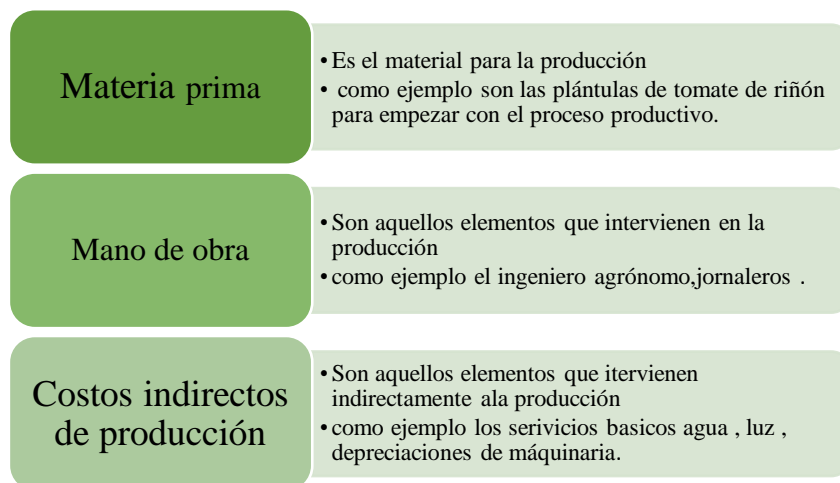 Materia prima
• Es el material para la producción
• como ejemplo son las plántulas de tomate de riñón
para empezar con el proceso productivo.
Mano de obra
• Son aquellos elementos que intervienen en la
producción
• como ejemplo el ingeniero agrónomo,jornaleros .
Costos indirectos
de producción
• Son aquellos elementos que itervienen
indirectamente ala producción
• como ejemplo los serivicios basicos agua , luz ,
depreciaciones de máquinaria.